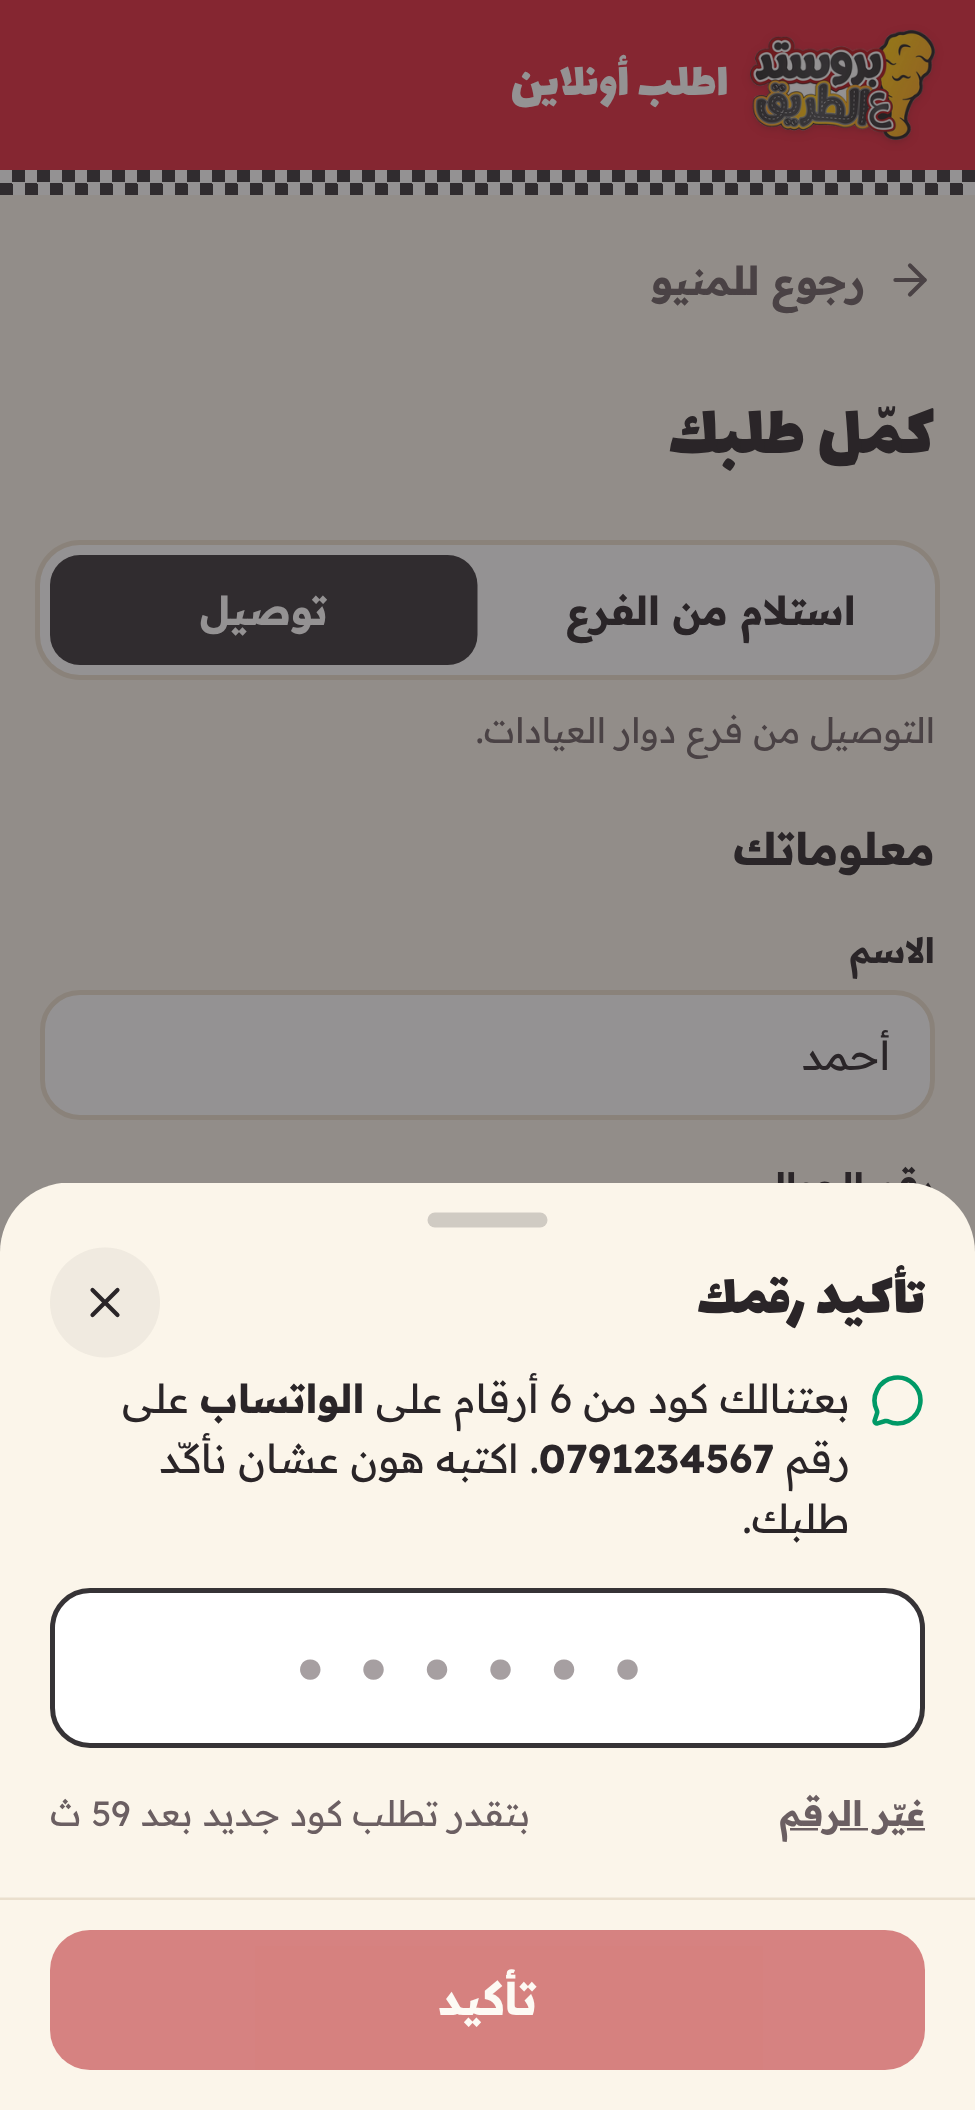 بروستد
ع الطريق
اطلب أونلاين
رجوع للمنيو
كمّل طلبك
استلام من الفرع
توصيل
التوصيل من فرع دوار العيادات.
معلوماتك
الاسم
أحمد
تأكيد رقمك
بعتنالك كود من 6 أرقام على الواتساب على
رقم 0791234567. اكتبه هون عشان نأكّد
طلبك.
غيّر الرقم
بتقدر تطلب كود جديد بعد 59 ث
تأكيد